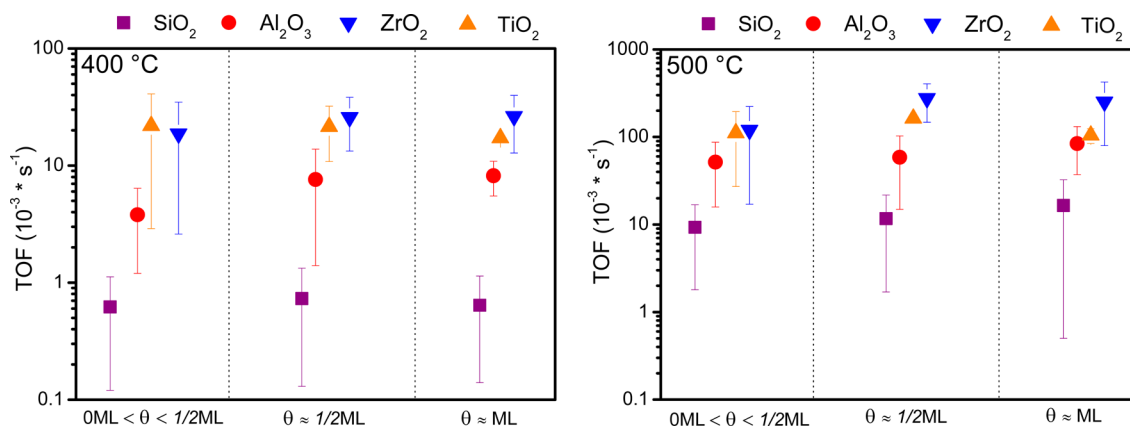 SiO2 Al2O3 ZrO2 TiO2
400 °C
TOF (10-3 * s-1)
100
10
1
0.1
0ML < θ < 1/2ML
θ ≈ 1/2ML
θ ≈ ML
SiO2 Al2O3 ZrO2 TiO2
500 °C
TOF (10-3 * s-1)
1000
100
10
1
0.1
0ML < θ < 1/2ML
θ ≈ 1/2ML
θ ≈ ML